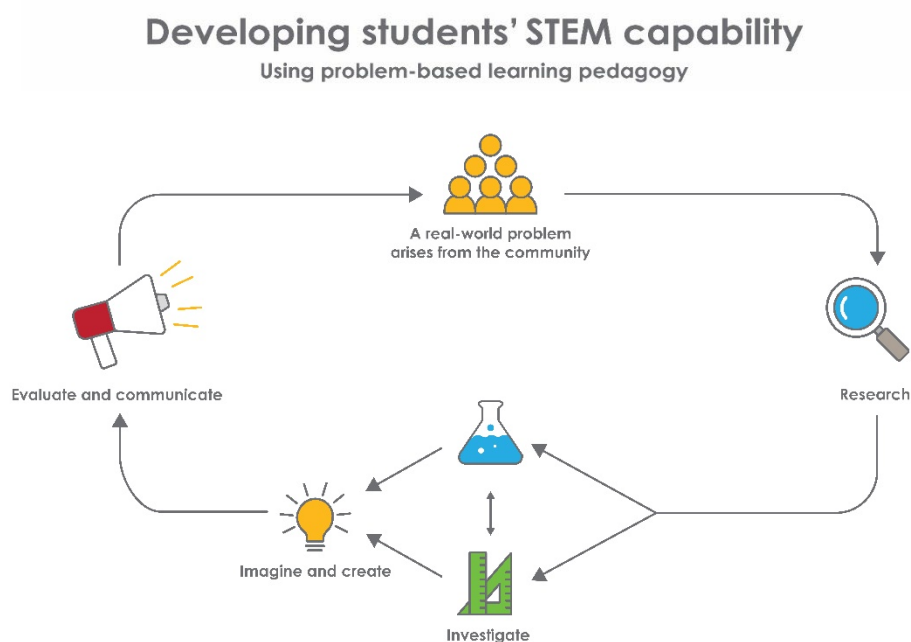 Developing students' STEM capability
Using problem-based learning pedagogy
A real-world problem
arises from the community
Research
Evaluate and communicate
Imagine and create
Investigate